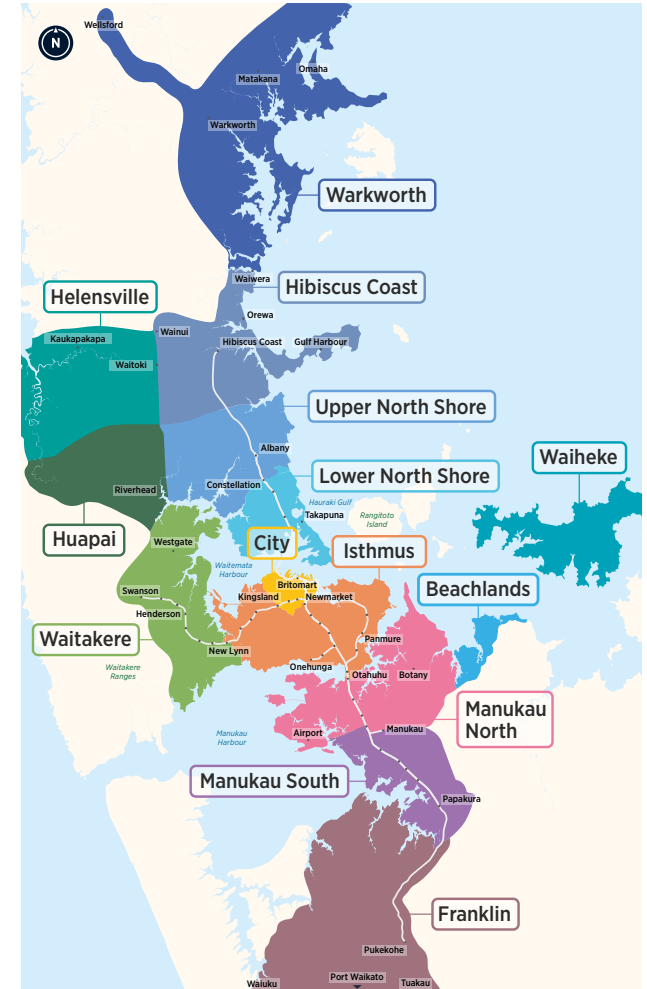 Wellsford
N
Omaha
Matakana
Warkworth
Warkworth
Waiwera
Hibiscus Coast
Helensville
Orewa
Wainui
Kaukapakapa
Hibiscus Coast
Gulf Harbour
Waitoki
Upper North Shore
Albany
Waiheke
Lower North Shore
Constellation
Riverhead
Hauraki Gulf
Takapuna
Rangitoto
Island
Huapai
Westgate
City
Isthmus
Waitemata
Harbour
Britomart
Beachlands
Swanson
Kingsland
Newmarket
Henderson
Waitakere
Panmure
New Lynn
Onehunga
Waitakere
Ranges
Otahuhu
Botany
Manukau
North
Manukau
Harbour
Airport
Manukau
Manukau South
Papakura
Franklin
Pukekohe
Port Waikato
Waiuku
Tuakau